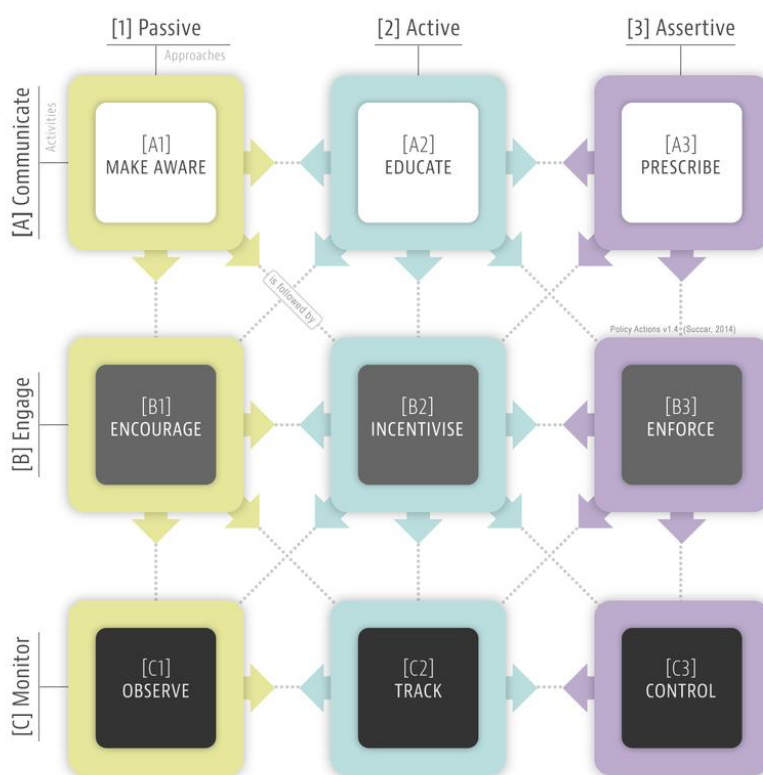 [1] Passive
[2] Active
[3] Assertive
Approaches
[A] Communicate
Activities
[A1]
MAKE AWARE
[A2]
EDUCATE
[A3]
PRESCRIBE
is followed by
Policy Actions v1.4 (Succar, 2014)
[B] Engage
[B1]
ENCOURAGE
[B2]
INCENTIVISE
[B3]
ENFORCE
[C] Monitor
[C1]
OBSERVE
[C2]
TRACK
[C3]
CONTROL